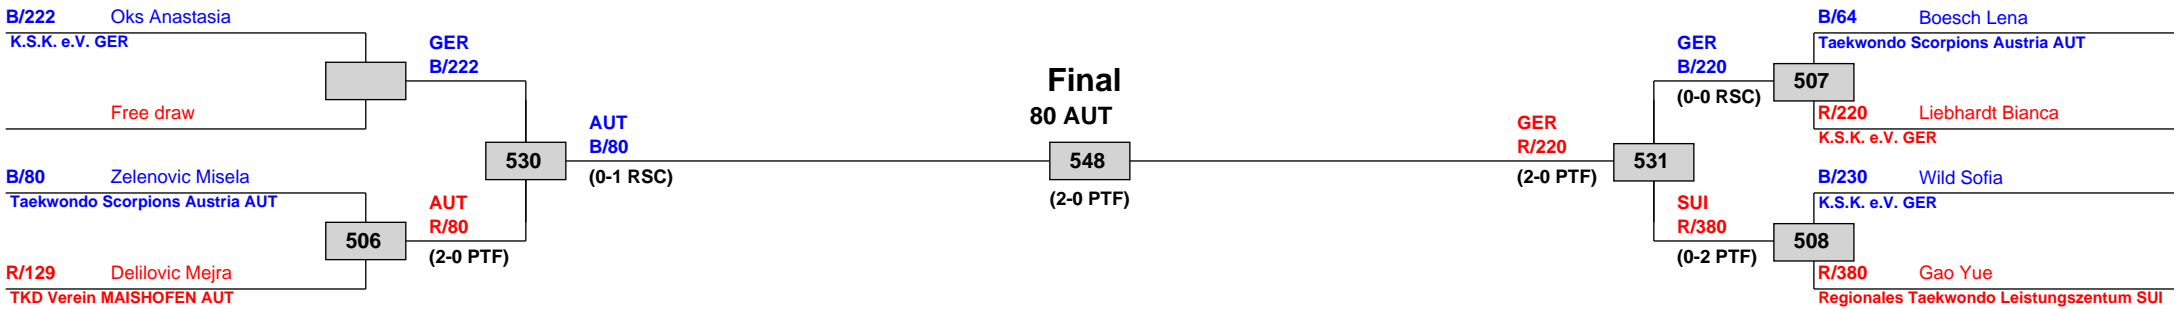 B/222 Oks Anastasia
K.S.K. e.V. GER
Free draw
GER
B/222
B/80 Zelenovic Misela
Taekwondo Scorpions Austria AUT
506
R/129 Delilovic Mejra
TKD Verein MAISHOFEN AUT
AUT
R/80
(2-0 PTF)
530
AUT
B/80
(0-1 RSC)
Final
80 AUT
548
(2-0 PTF)
GER
R/220
(2-0 PTF)
531
GER
B/220
(0-0 RSC)
SUI
R/380
(0-2 PTF)
B/64 Boesch Lena
Taekwondo Scorpions Austria AUT
507
R/220 Liebhardt Bianca
K.S.K. e.V. GER
B/230 Wild Sofia
K.S.K. e.V. GER
508
R/380 Gao Yue
Regionales Taekwondo Leistungszentum SUI